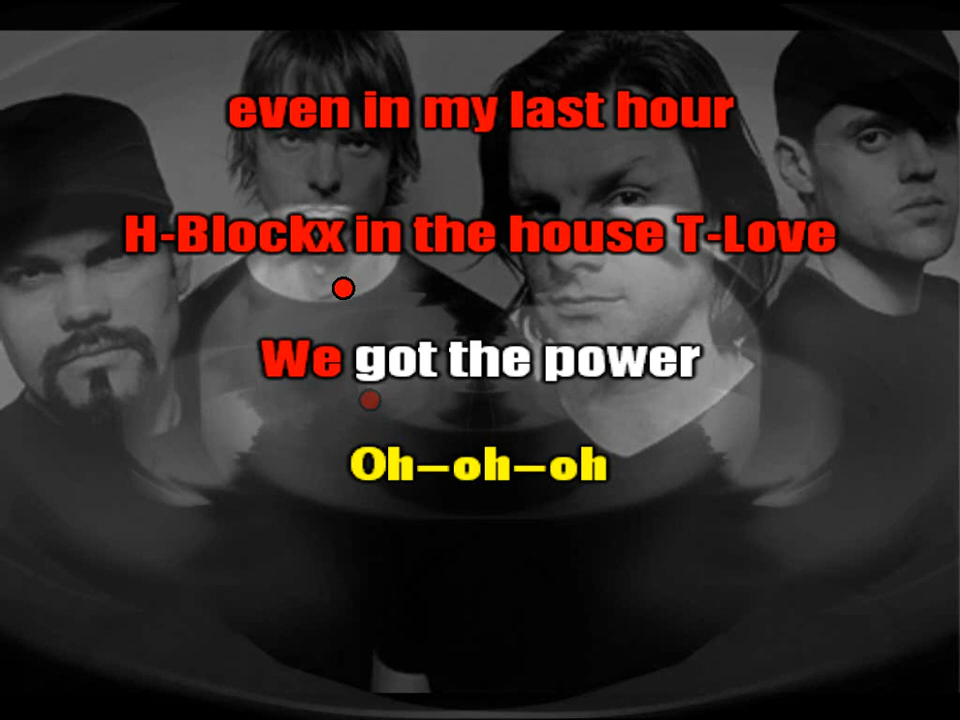 even in my last hour
H-Blockx in the house T-Love
We got the power
Oh–oh–oh